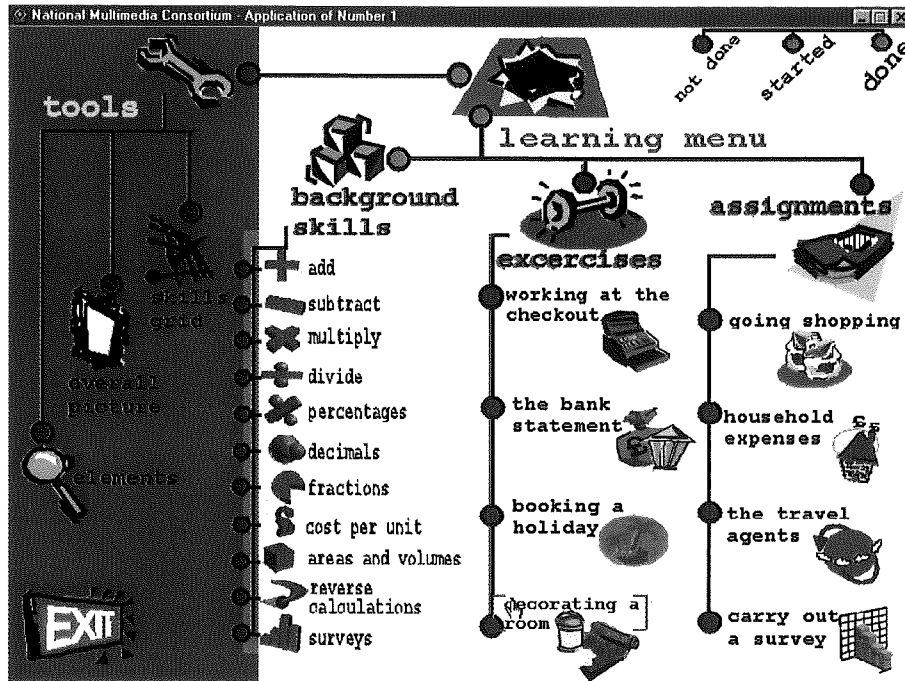 National Multimedia Consortium - Application of Number 1
not done
started
done
tools
learning menu
background
skills
excercises
assignments
skills
grid
overall
picture
elements
EXIT
add
subtract
multiply
divide
percentages
decimals
fractions
cost per unit
areas and volumes
reverse
calculations
surveys
working at the
checkout
the bank
statement
booking a
holiday
decorating a
room
going shopping
household
expenses
the travel
agents
carry out
a survey